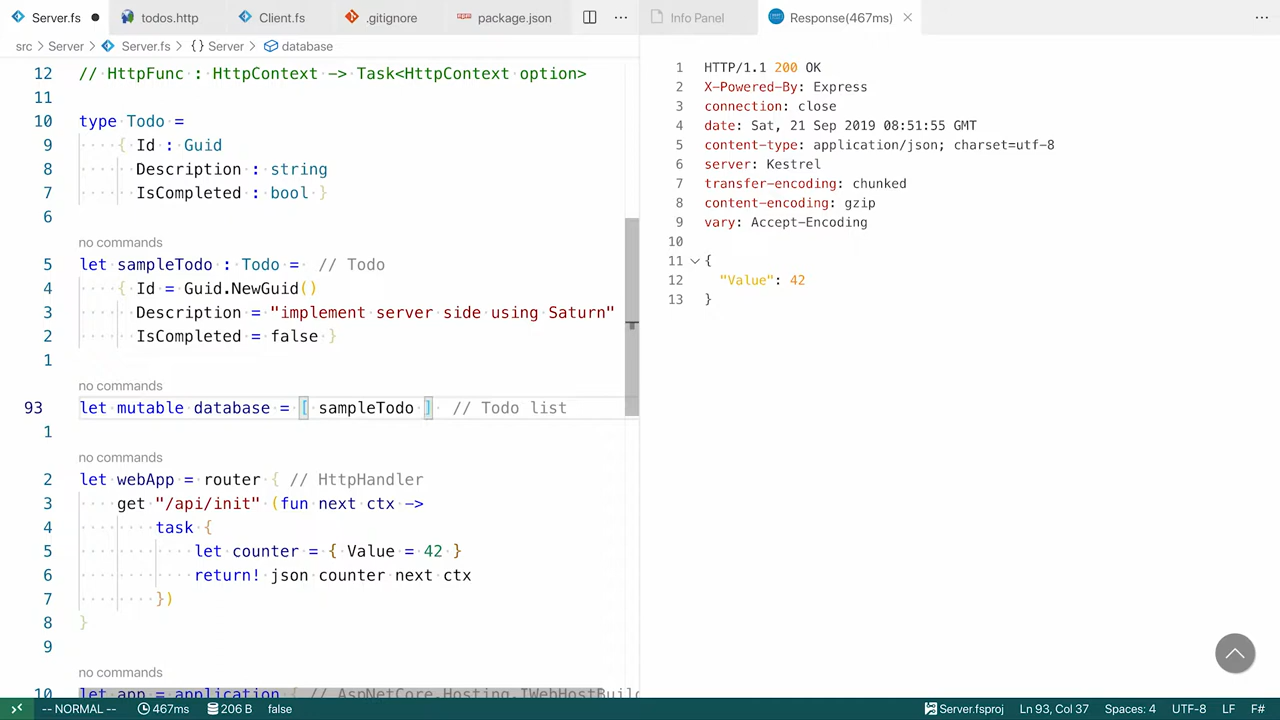 Server.fs
todos.http
Client.fs
.gitignore
package.json
Info Panel
Response(467ms)
src > Server > Server.fs > {} Server > database
12 // HttpFunc : HttpContext -> Task<HttpContext option>
11
10 type Todo =
9 { Id : Guid
8 Description : string
7 IsCompleted : bool }
6
no commands
5 let sampleTodo : Todo = // Todo
4 { Id = Guid.NewGuid()
3 Description = "implement server side using Saturn"
2 IsCompleted = false }
1
no commands
93 let mutable database = [ sampleTodo ] // Todo list
1
no commands
2 let webApp = router { // HttpHandler
3 get "/api/init" (fun next ctx ->
4 task {
5 let counter = { Value = 42 }
6 return! json counter next ctx
7 })
8 }
9
no commands
10 let app = application { // AspNetCore.Hosting.IWebHostBuil
1 HTTP/1.1 200 OK
2 X-Powered-By: Express
3 connection: close
4 date: Sat, 21 Sep 2019 08:51:55 GMT
5 content-type: application/json; charset=utf-8
6 server: Kestrel
7 transfer-encoding: chunked
8 content-encoding: gzip
9 vary: Accept-Encoding
10
11 {
12 "Value": 42
13 }
-- NORMAL -- 467ms 206 B false Server.fsproj Ln 93, Col 37 Spaces: 4 UTF-8 LF F#